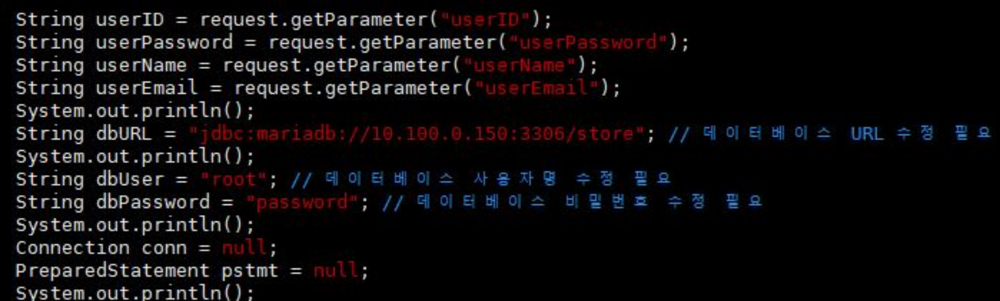 String userID = request.getParameter("userID");
String userPassword = request.getParameter("userPassword");
String userName = request.getParameter("userName");
String userEmail = request.getParameter("userEmail");
System.out.println();
String dbURL = "jdbc:mariadb://10.100.0.150:3306/store"; // 데이터베이스 URL 수정 필요
System.out.println();
String dbUser = "root"; // 데이터베이스 사용자명 수정 필요
String dbPassword = "password"; // 데이터베이스 비밀번호 수정 필요
System.out.println();
Connection conn = null;
PreparedStatement pstmt = null;
System.out.println();